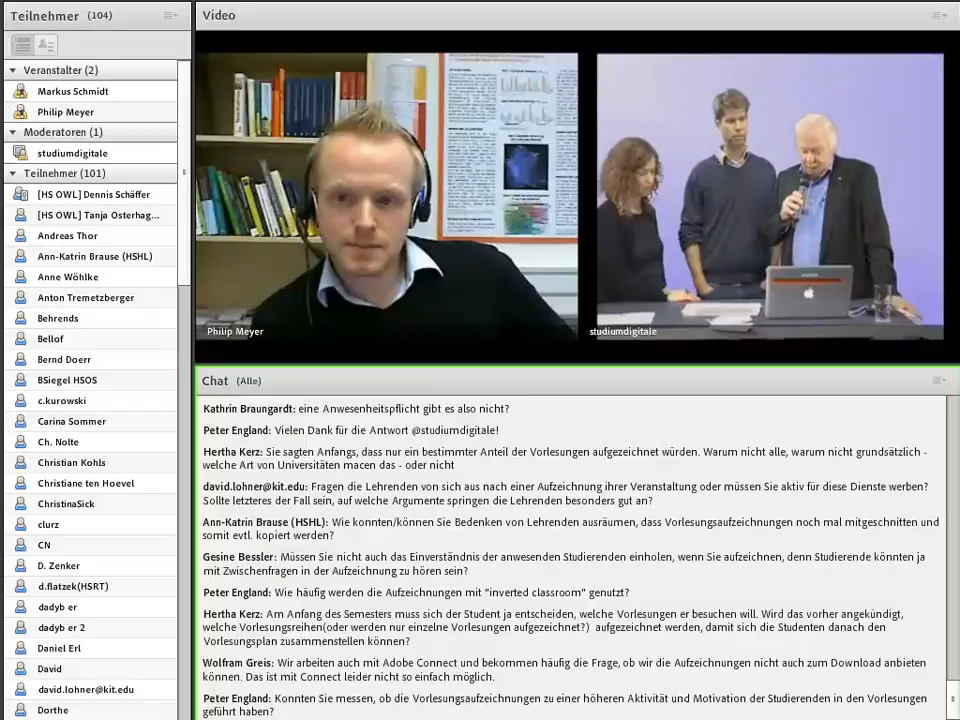 Teilnehmer (104)
Veranstalter (2)
Markus Schmidt
Philip Meyer
Moderatoren (1)
studiumdigitale
Teilnehmer (101)
[HS OWL] Dennis Schäffer
[HS OWL] Tanja Osterhag...
Andreas Thor
Ann-Katrin Brause (HSHL)
Anne Wöhlke
Anton Tremetzberger
Behrends
Bellof
Bernd Doerr
BSiegel HSOS
c.kurowski
Carina Sommer
Ch. Nolte
Christian Kohls
Christiane ten Hoevel
ChristinaSick
clurz
CN
D. Zenker
d.flatzek(HSRT)
dadyb er
dadyb er 2
Daniel Erl
David
david.lohner@kit.edu
Dorthe
Video
Philip Meyer
studiumdigitale
Chat (Alle)
Kathrin Braungardt: eine Anwesenheitspflicht gibt es also nicht?
Peter England: Vielen Dank für die Antwort @studiumdigitale!
Hertha Kerz: Sie sagten Anfangs, dass nur ein bestimmter Anteil der Vorlesungen aufgezeichnet würden. Warum nicht alle, warum nicht grundsätzlich -
welche Art von Universitäten macen das - oder nicht
david.lohner@kit.edu: Fragen die Lehrenden von sich aus nach einer Aufzeichnung ihrer Veranstaltung oder müssen Sie aktiv für diese Dienste werben?
Sollte letzteres der Fall sein, auf welche Argumente springen die Lehrenden besonders gut an?
Ann-Katrin Brause (HSHL): Wie konnten/können Sie Bedenken von Lehrenden ausräumen, dass Vorlesungsaufzeichnungen noch mal mitgeschnitten und
somit evtl. kopiert werden?
Gesine Bessler: Müssen Sie nicht auch das Einverständnis der anwesenden Studierenden einholen, wenn Sie aufzeichnen, denn Studierende könnten ja
mit Zwischenfragen in der Aufzeichnung zu hören sein?
Peter England: Wie häufig werden die Aufzeichnungen mit "inverted classroom" genutzt?
Hertha Kerz: Am Anfang des Semesters muss sich der Student ja entscheiden, welche Vorlesungen er besuchen will. Wird das vorher angekündigt,
welche Vorlesungsreihen(oder werden nur einzelne Vorlesungen aufgezeichnet?) aufgezeichnet werden, damit sich die Studenten danach den
Vorlesungsplan zusammenstellen können?
Wolfram Greis: Wir arbeiten auch mit Adobe Connect und bekommen häufig die Frage, ob wir die Aufzeichnungen nicht auch zum Download anbieten
können. Das ist mit Connect leider nicht so einfach möglich.
Peter England: Konnten Sie messen, ob die Vorlesungsaufzeichnungen zu einer höheren Aktivität und Motivation der Studierenden in den Vorlesungen
geführt haben?